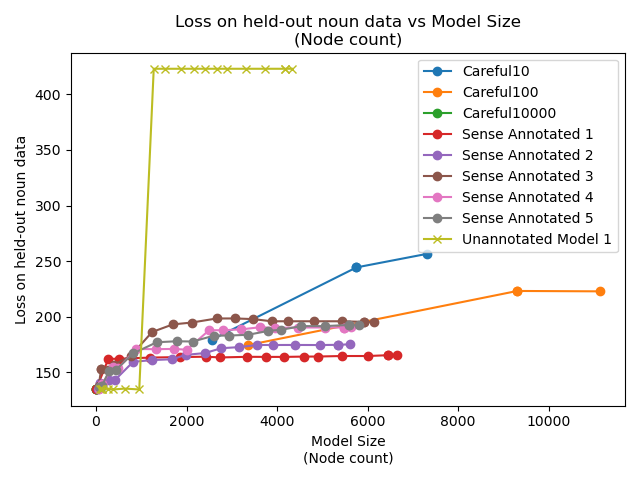 Loss on held-out noun data vs Model Size
(Node count)
Loss on held-out noun data
400
350
300
250
200
150
0
2000
4000
6000
8000
10000
Model Size
(Node count)
Careful10
Careful100
Careful10000
Sense Annotated 1
Sense Annotated 2
Sense Annotated 3
Sense Annotated 4
Sense Annotated 5
Unannotated Model 1